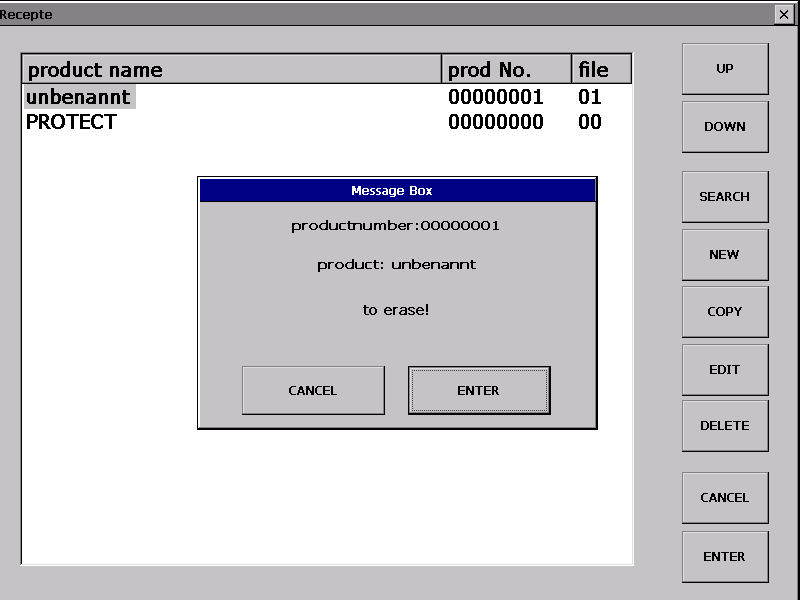 Recepte
product name prod No. file
unbenannt 00000001 01
PROTECT 00000000 00
Message Box
productnumber:00000001
product: unbenannt
to erase!
CANCEL ENTER
UP
DOWN
SEARCH
NEW
COPY
EDIT
DELETE
CANCEL
ENTER